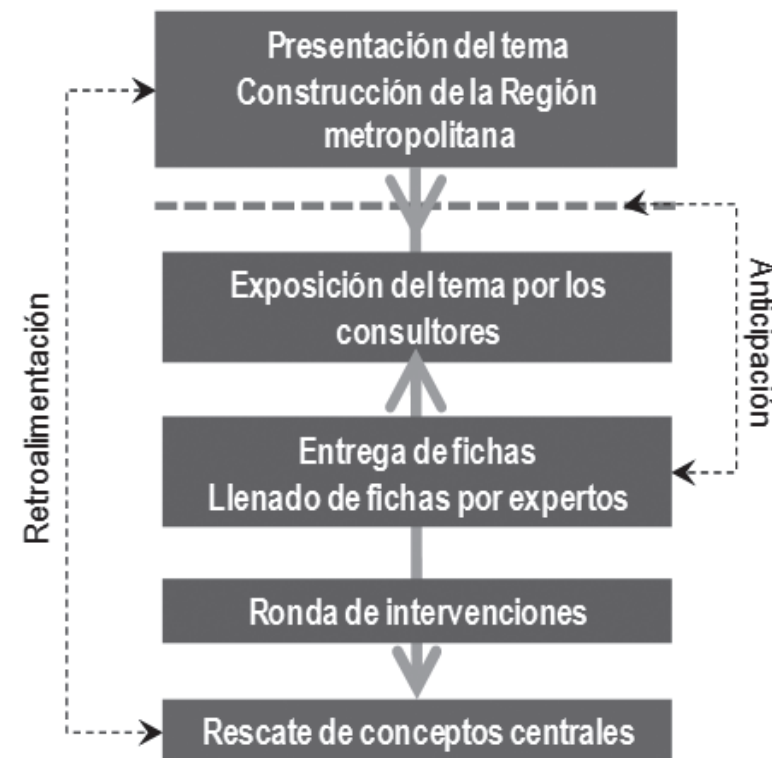 Presentación del tema
Construcción de la Región
metropolitana
Exposición del tema por los
consultores
Entrega de fichas
Llenado de fichas por expertos
Ronda de intervenciones
Rescate de conceptos centrales
Retroalimentación
Anticipación